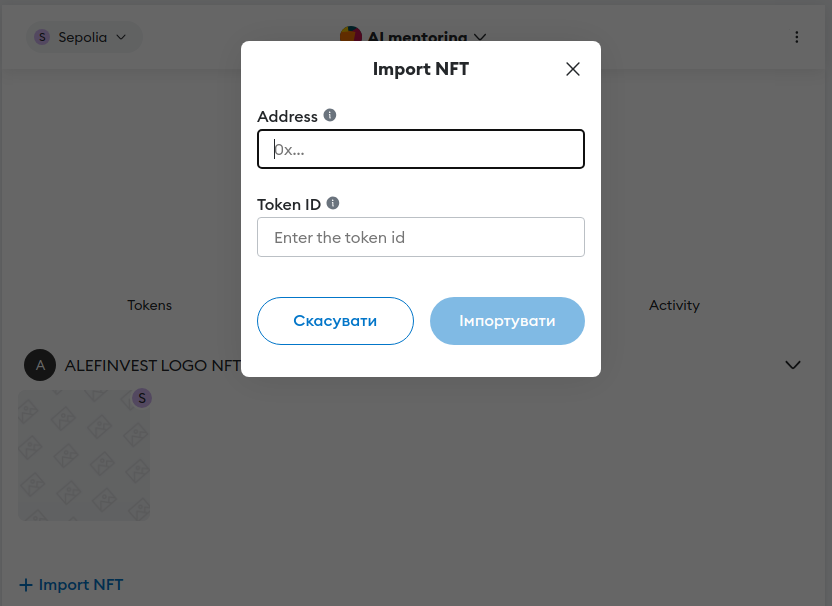 S Sepolia
AI mentoring
Import NFT
Address
0x...
Token ID
Enter the token id
Скасувати
Імпортувати
Tokens
Activity
A ALEFINVEST LOGO NFT
S
+ Import NFT